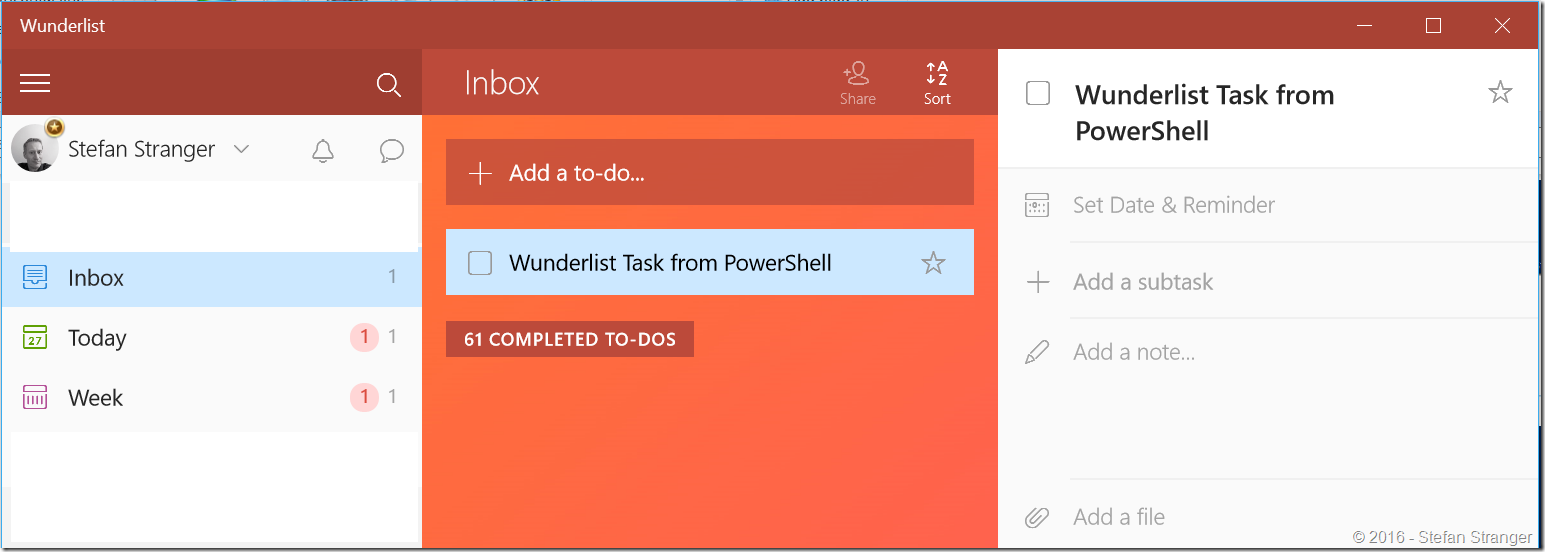 Wunderlist
Stefan Stranger
Inbox 1
27
Today 1 1
Week 1 1
Inbox
Share
A
Z
Sort
Add a to-do...
Wunderlist Task from PowerShell
61 COMPLETED TO-DOS
Wunderlist Task from
PowerShell
Set Date & Reminder
Add a subtask
Add a note...
Add a file
© 2016 - Stefan Stranger